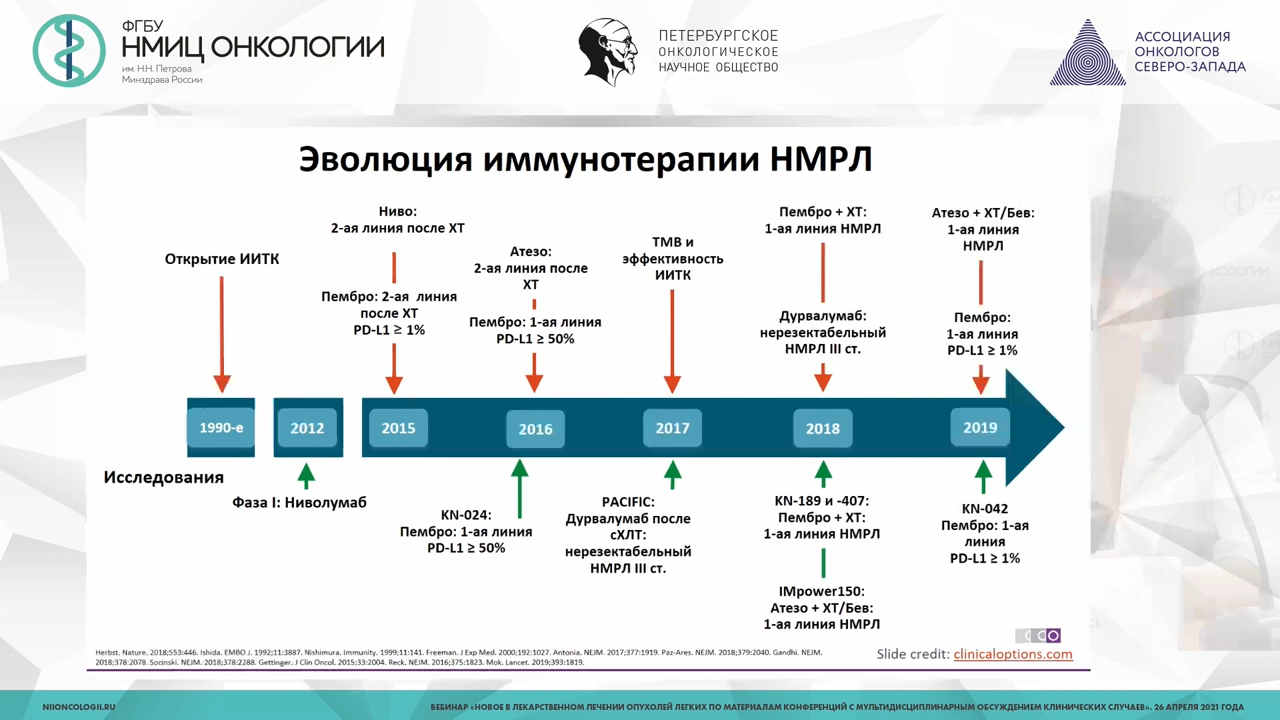 ФГБУ
НМИЦ ОНКОЛОГИИ
им. Н.Н. Петрова
Минздрава России
ПЕТЕРБУРГСКОЕ
ОНКОЛОГИЧЕСКОЕ
НАУЧНОЕ ОБЩЕСТВО
АССОЦИАЦИЯ
ОНКОЛОГОВ
СЕВЕРО-ЗАПАДА
Эволюция иммунотерапии НМРЛ
Открытие ИИТК
Ниво:
2-ая линия после ХТ
Пембро: 2-ая линия
после ХТ
PD-L1 ≥ 1%
Атезо:
2-ая линия после
ХТ
Пембро: 1-ая линия
PD-L1 ≥ 50%
ТМВ и
эффективность
ИИТК
Пембро + ХТ:
1-ая линия НМРЛ
Дурвалумаб:
нерезектабельный
НМРЛ III ст.
Атезо + ХТ/Бев:
1-ая линия
НМРЛ
Пембро:
1-ая линия
PD-L1 ≥ 1%
1990-е
2012
2015
2016
2017
2018
2019
Исследования
Фаза I: Ниволумаб
KN-024:
Пембро: 1-ая линия
PD-L1 ≥ 50%
PACIFIC:
Дурвалумаб после
сХЛТ:
нерезектабельный
НМРЛ III ст.
KN-189 и -407:
Пембро + ХТ:
1-ая линия НМРЛ
IMpower150:
Атезо + ХТ/Бев:
1-ая линия НМРЛ
KN-042
Пембро: 1-ая
линия
PD-L1 ≥ 1%
CCO
Herbst. Nature. 2018;553:446. Ishida. EMBO J. 1992;11:3887. Nishimura. Immunity. 1999;11:141. Freeman. J Exp Med. 2000;192:1027. Antonia. NEJM. 2017;377:1919. Paz-Ares. NEJM. 2018;379:2040. Gandhi. NEJM.
2018;378:2078. Socinski. NEJM. 2018;378:2288. Gettinger. J Clin Oncol. 2015;33:2004. Reck. NEJM. 2016;375:1823. Mok. Lancet. 2019;393:1819.
Slide credit: clinicaloptions.com
NIIONCOLOGII.RU
ВЕБИНАР «НОВОЕ В ЛЕКАРСТВЕННОМ ЛЕЧЕНИИ ОПУХОЛЕЙ ЛЕГКИХ ПО МАТЕРИАЛАМ КОНФЕРЕНЦИЙ С МУЛЬТИДИСЦИПЛИНАРНЫМ ОБСУЖДЕНИЕМ КЛИНИЧЕСКИХ СЛУЧАЕВ». 26 АПРЕЛЯ 2021 ГОДА